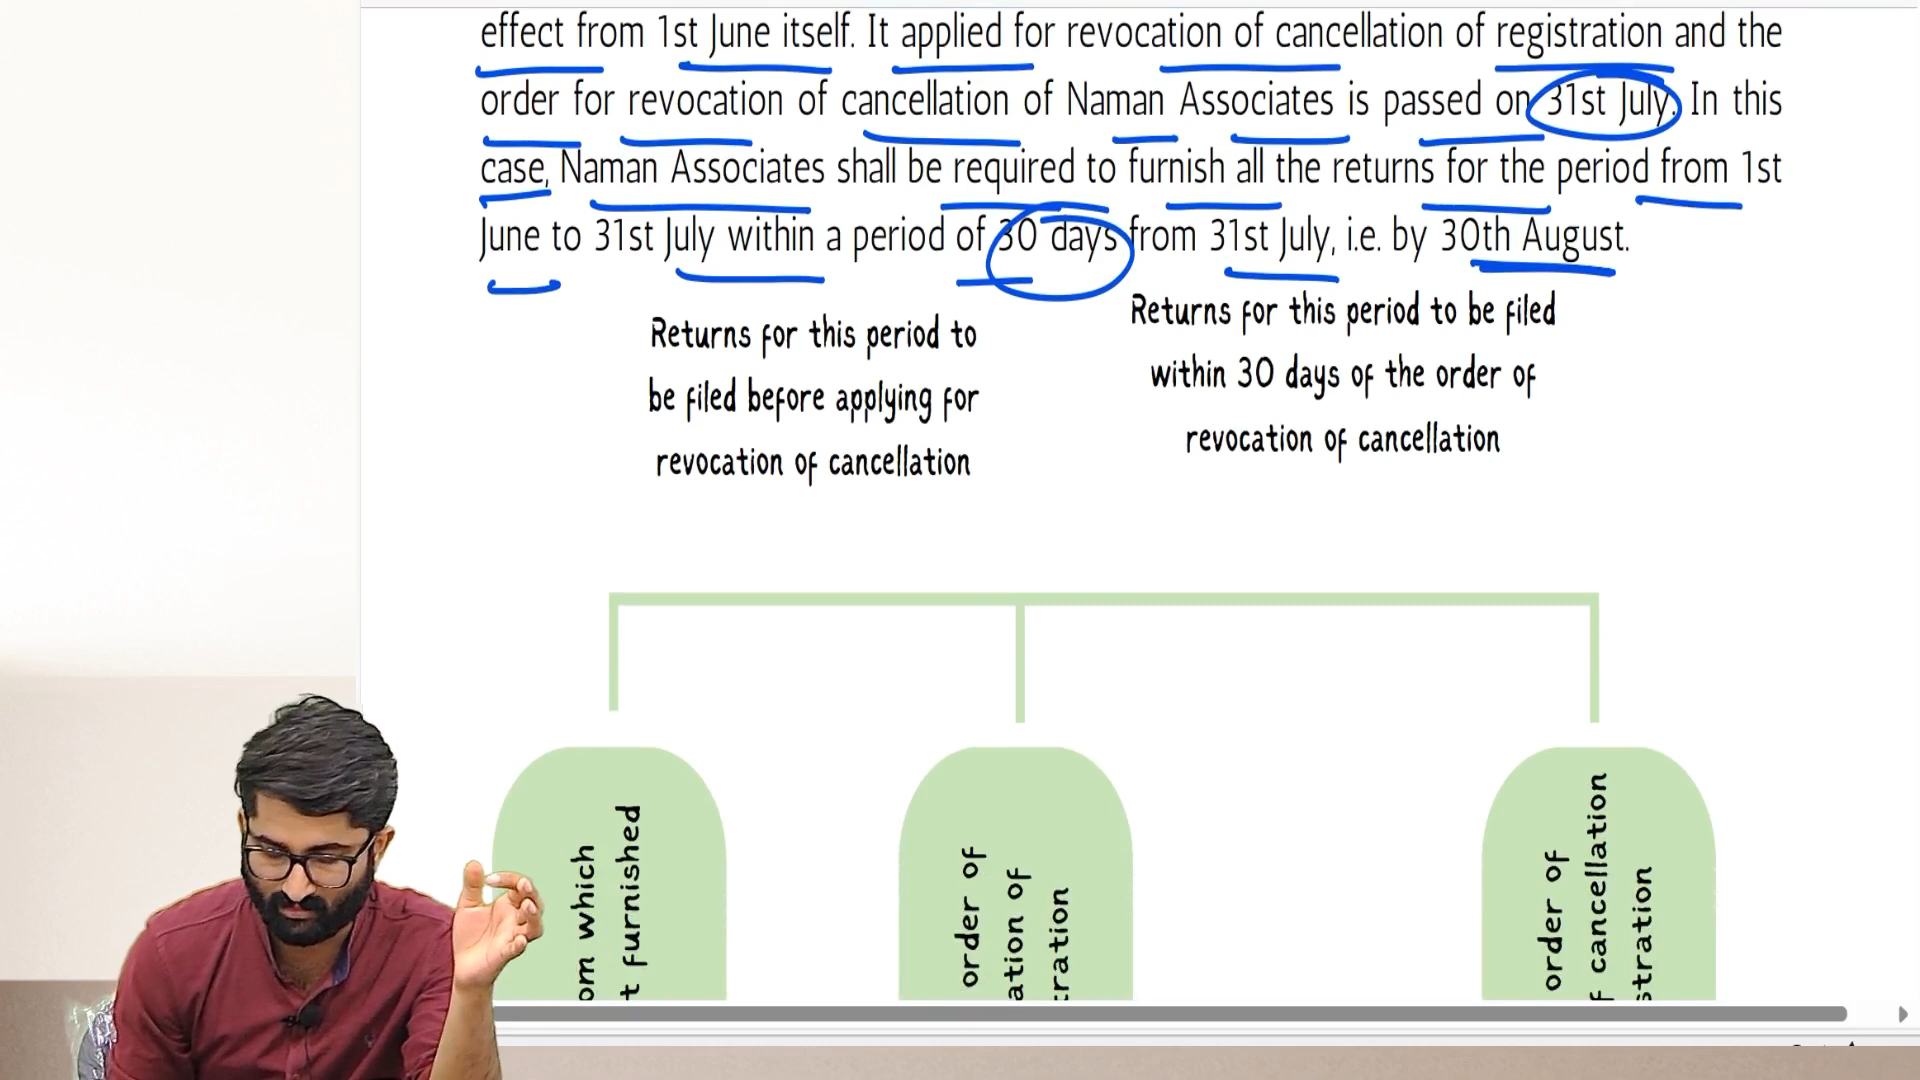 effect from 1st June itself. It applied for revocation of cancellation of registration and the
order for revocation of cancellation of Naman Associates is passed on 31st July. In this
case, Naman Associates shall be required to furnish all the returns for the period from 1st
June to 31st July within a period of 30 days from 31st July, i.e. by 30th August.
Returns for this period to
be filed before applying for
revocation of cancellation
Returns for this period to be filed
within 30 days of the order of
revocation of cancellation
which
furnished
order of
order of
cancellation